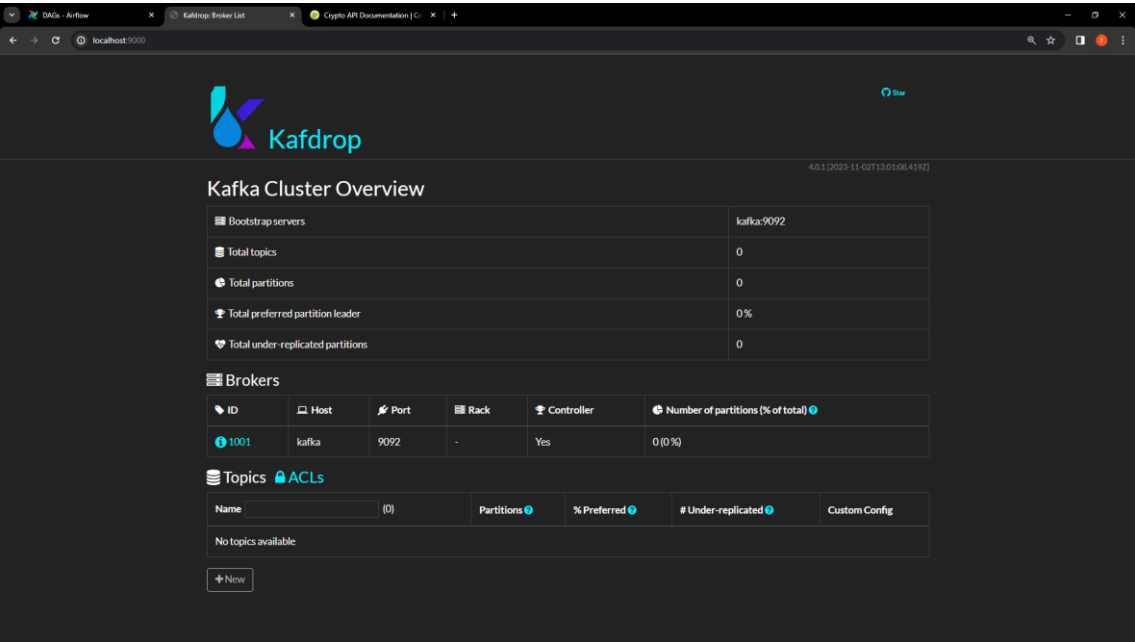 DAGs - Airflow
Kafdrop: Broker List
Crypto API Documentation | Co
localhost:9000
Star
Kafdrop
4.0.1 [2023-11-02T13:01:08.419Z]
Kafka Cluster Overview
Bootstrap servers kafka:9092
Total topics 0
Total partitions 0
Total preferred partition leader 0%
Total under-replicated partitions 0
Brokers
ID Host Port Rack Controller Number of partitions (% of total)
1001 kafka 9092 - Yes 0 (0%)
Topics ACLs
Name (0) Partitions % Preferred # Under-replicated Custom Config
No topics available
+ New